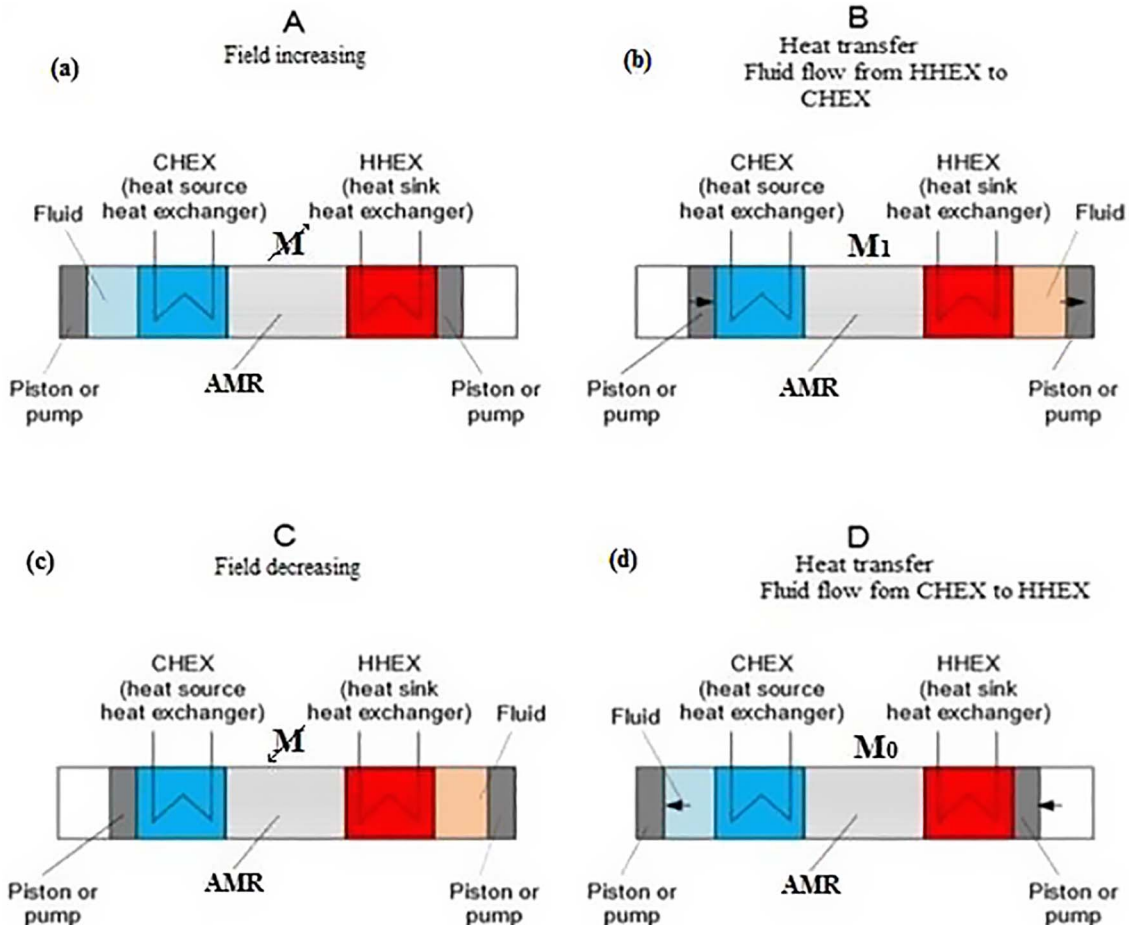 A
Field increasing
(a)
CHEX
(heat source
heat exchanger)
HHEX
(heat sink
heat exchanger)
Fluid
M
Piston or
pump
AMR
Piston or
pump
B
Heat transfer
Fluid flow from HHEX to
CHEX
(b)
CHEX
(heat source
heat exchanger)
HHEX
(heat sink
heat exchanger)
Fluid
M1
Piston or
pump
AMR
Piston or
pump
C
Field decreasing
(c)
CHEX
(heat source
heat exchanger)
HHEX
(heat sink
heat exchanger)
Fluid
M
Piston or
pump
AMR
Piston or
pump
D
Heat transfer
Fluid flow fom CHEX to HHEX
(d)
CHEX
(heat source
heat exchanger)
HHEX
(heat sink
heat exchanger)
Fluid
M0
Piston or
pump
AMR
Piston or
pump